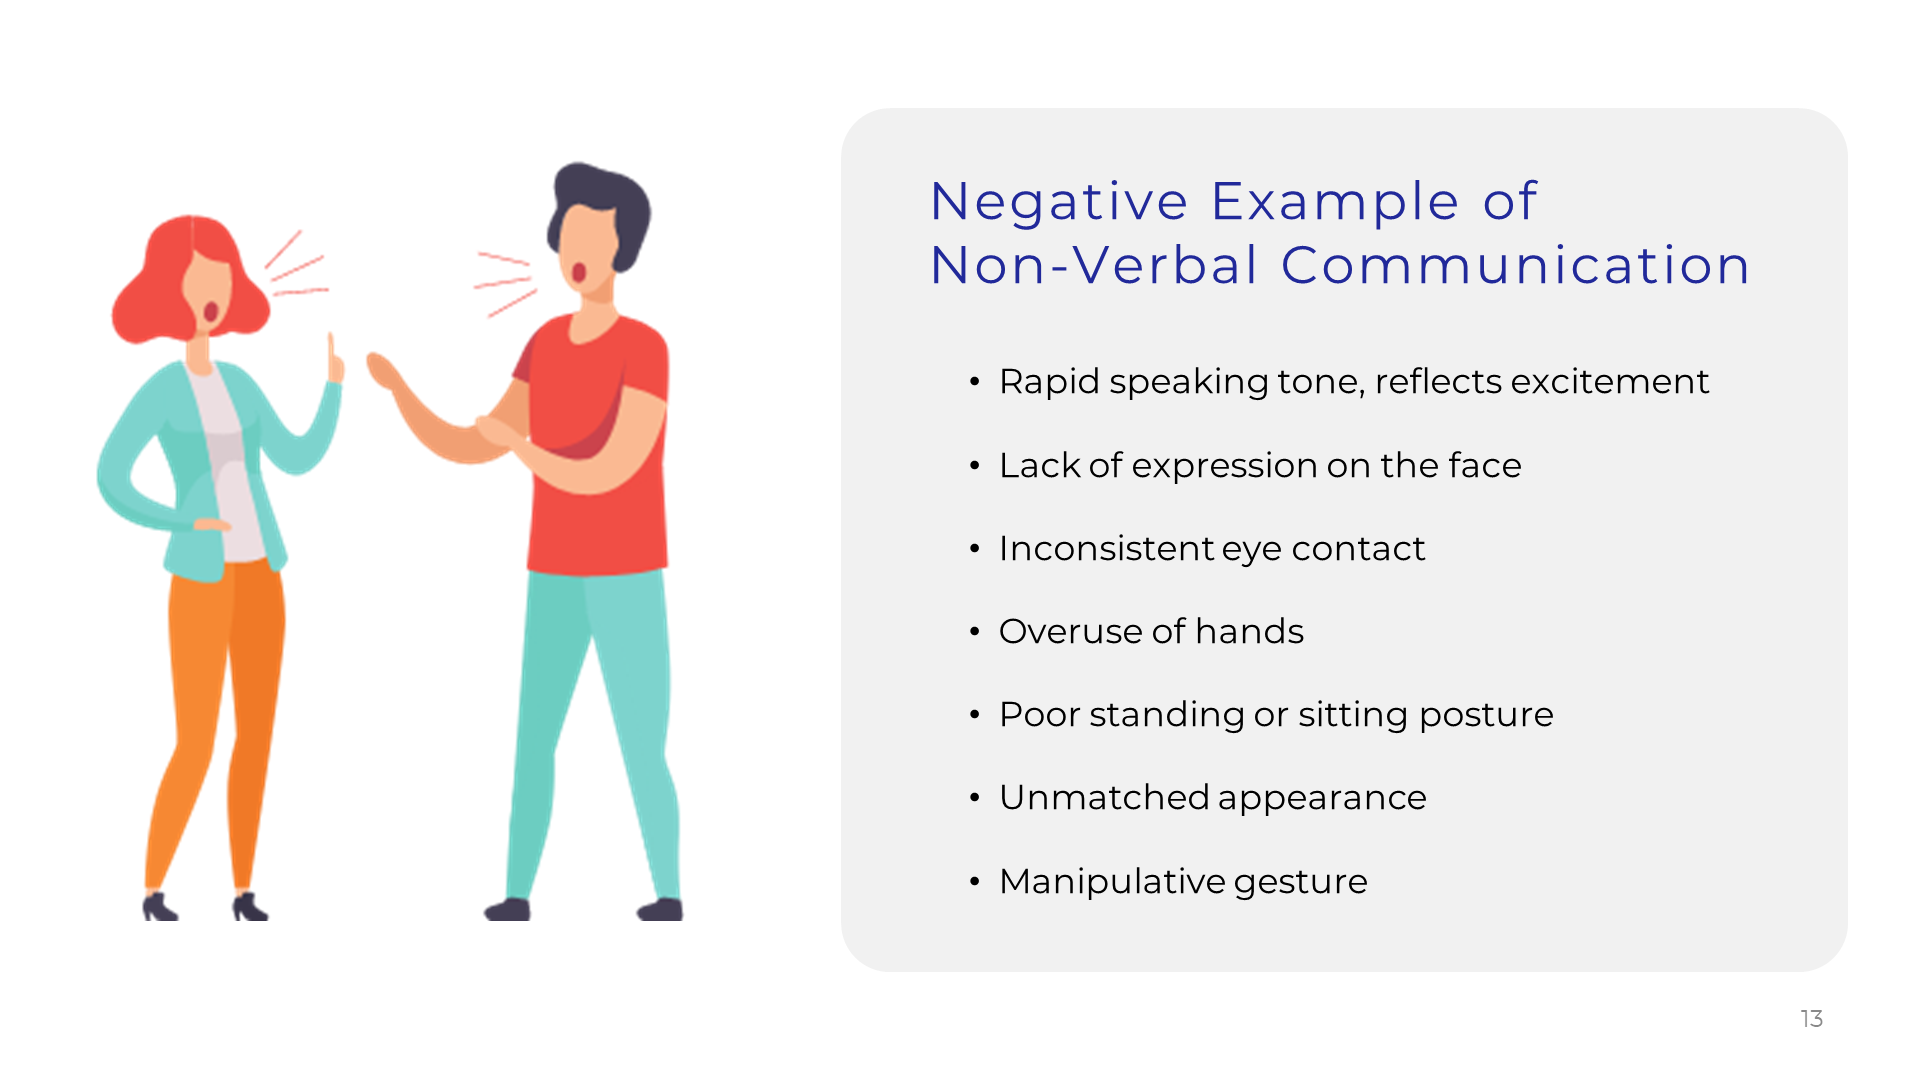 Negative Example of
Non-Verbal Communication
• Rapid speaking tone, reflects excitement
• Lack of expression on the face
• Inconsistent eye contact
• Overuse of hands
• Poor standing or sitting posture
• Unmatched appearance
• Manipulative gesture
13